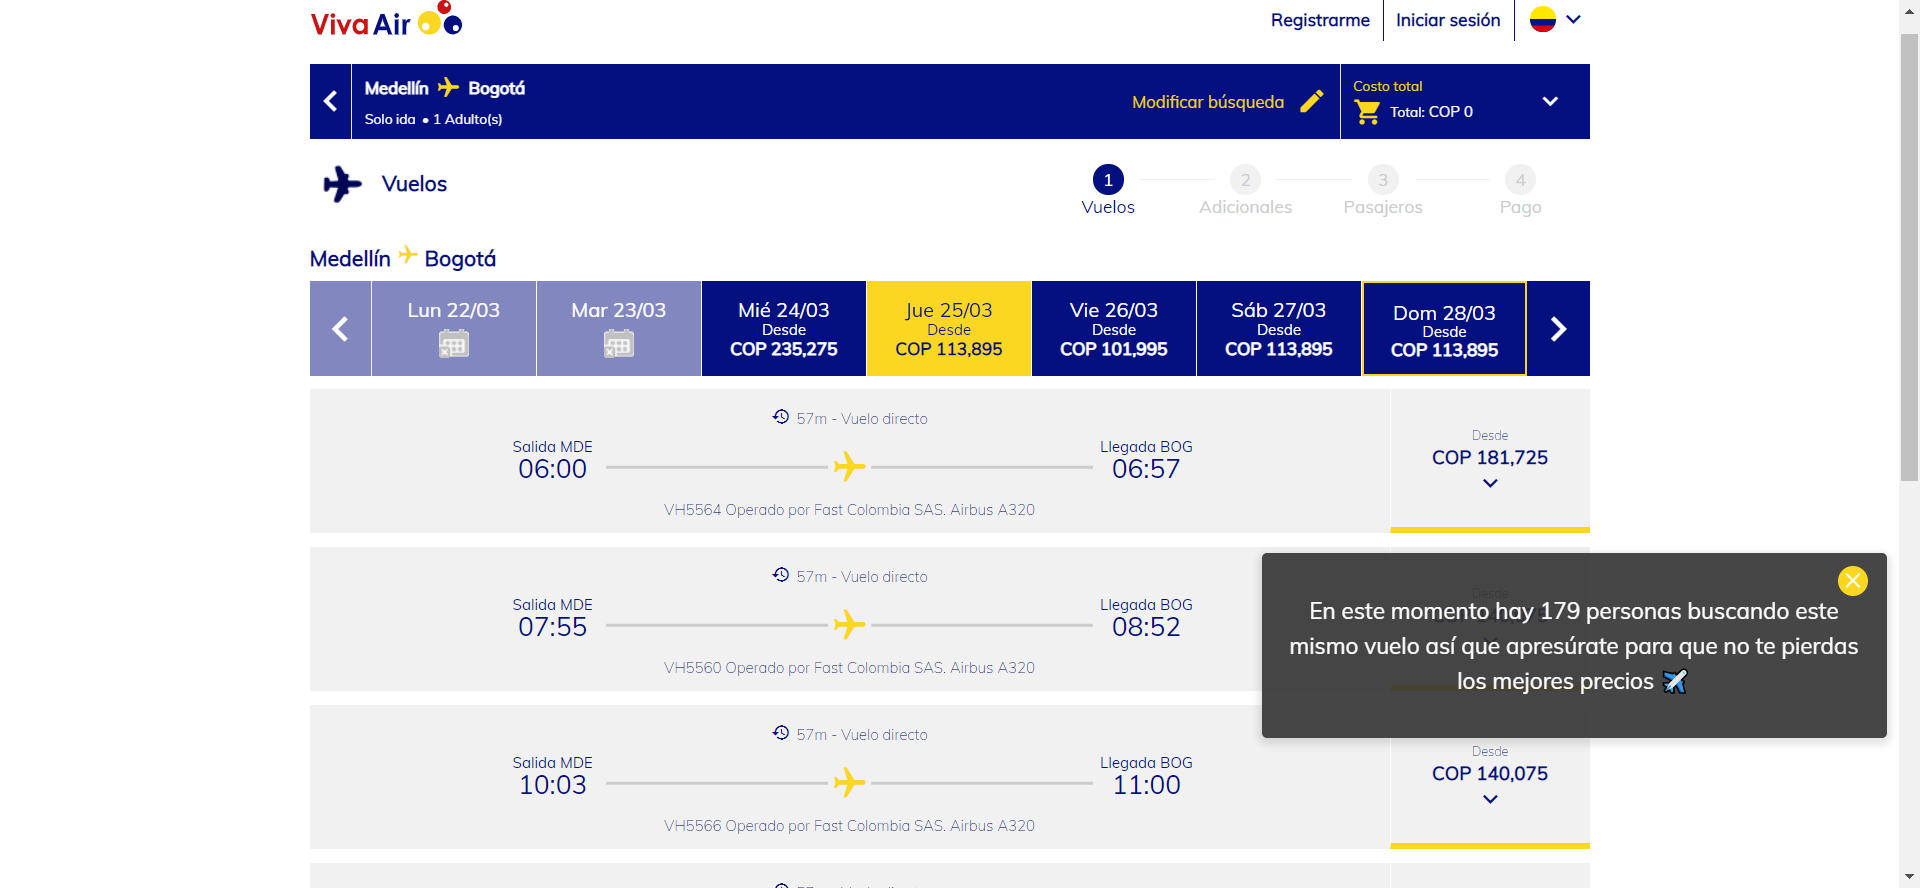 Viva Air
Registrarme
Iniciar sesión
Medellín Bogotá
Solo ida • 1 Adulto(s)
Modificar búsqueda
Costo total
Total: COP 0
Vuelos
1 2 3 4
Vuelos Adicionales Pasajeros Pago
Medellín Bogotá
Lun 22/03
Mar 23/03
Mié 24/03
Desde
COP 235,275
Jue 25/03
Desde
COP 113,895
Vie 26/03
Desde
COP 101,995
Sáb 27/03
Desde
COP 113,895
Dom 28/03
Desde
COP 113,895
57m - Vuelo directo
Salida MDE
06:00
Llegada BOG
06:57
VH5564 Operado por Fast Colombia SAS. Airbus A320
Desde
COP 181,725
57m - Vuelo directo
Salida MDE
07:55
Llegada BOG
08:52
VH5560 Operado por Fast Colombia SAS. Airbus A320
Desde
En este momento hay 179 personas buscando este
mismo vuelo así que apresúrate para que no te pierdas
los mejores precios
57m - Vuelo directo
Salida MDE
10:03
Llegada BOG
11:00
VH5566 Operado por Fast Colombia SAS. Airbus A320
Desde
COP 140,075